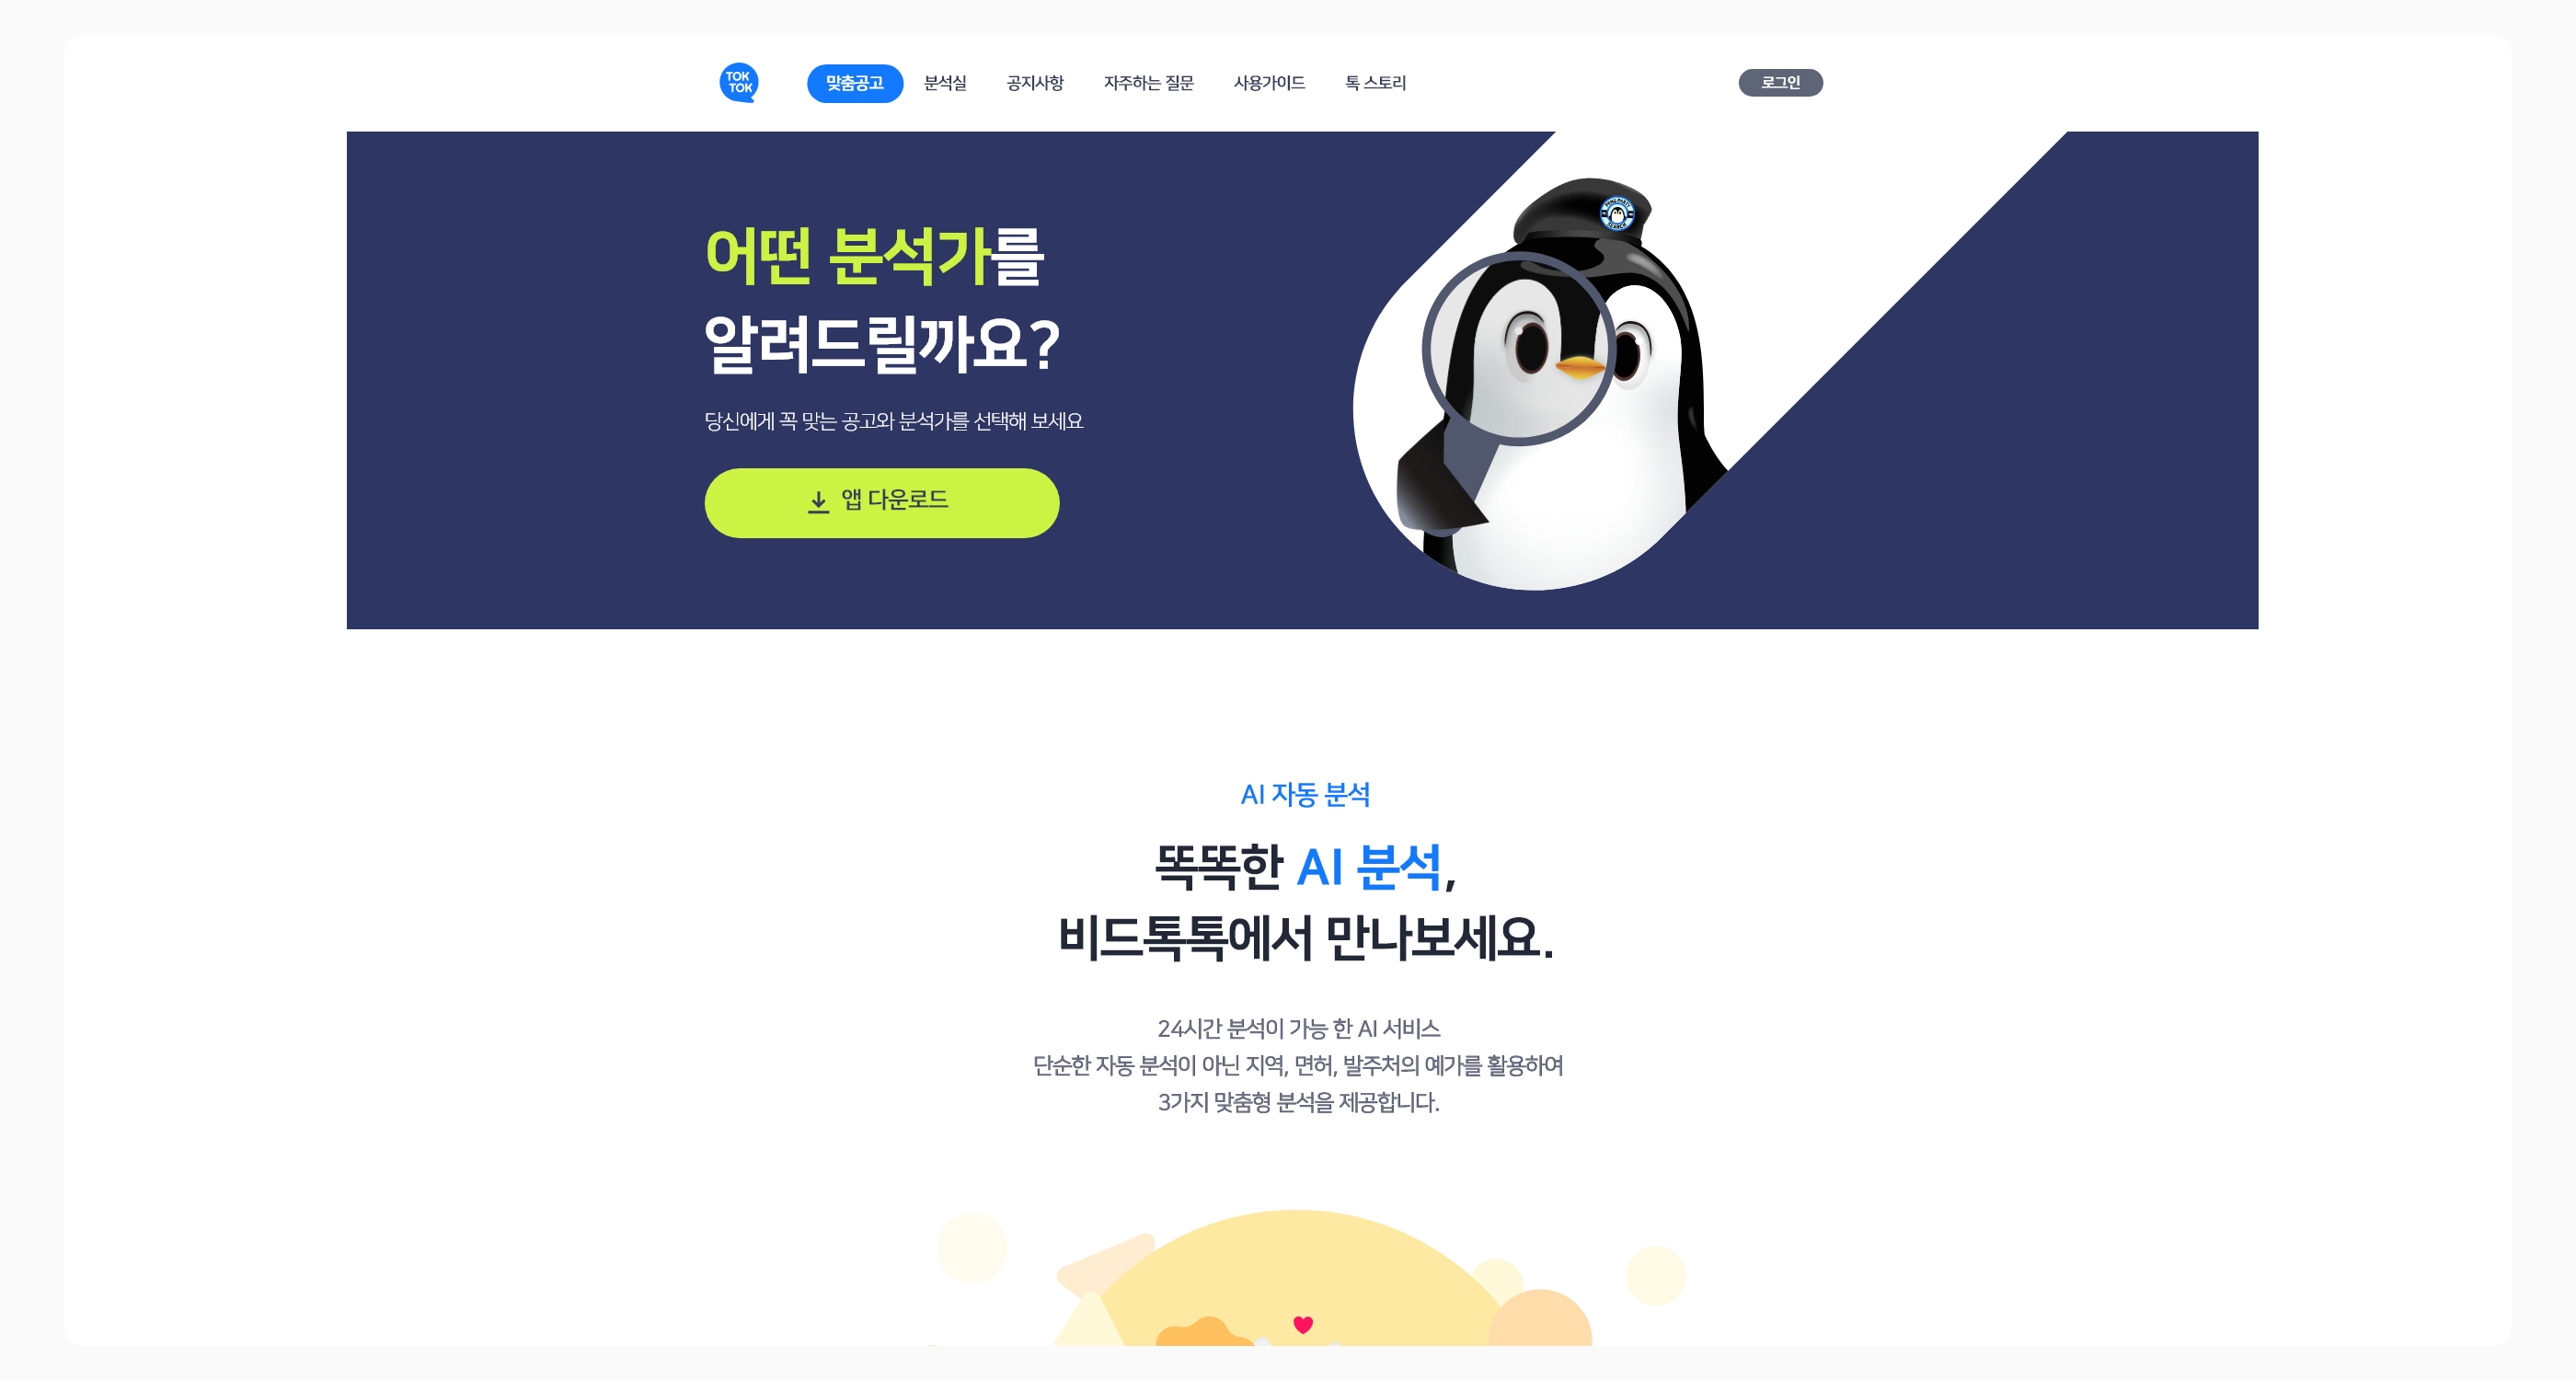 TOK
TOK
맞춤공고 분석실 공지사항 자주하는 질문 사용가이드 톡 스토리 로그인
어떤 분석가를
알려드릴까요?
당신에게 꼭 맞는 공고와 분석가를 선택해 보세요
앱 다운로드
AI 자동 분석
똑똑한 AI 분석,
비드톡톡에서 만나보세요.
24시간 분석이 가능 한 AI 서비스
단순한 자동 분석이 아닌 지역, 면허, 발주처의 예가를 활용하여
3가지 맞춤형 분석을 제공합니다.